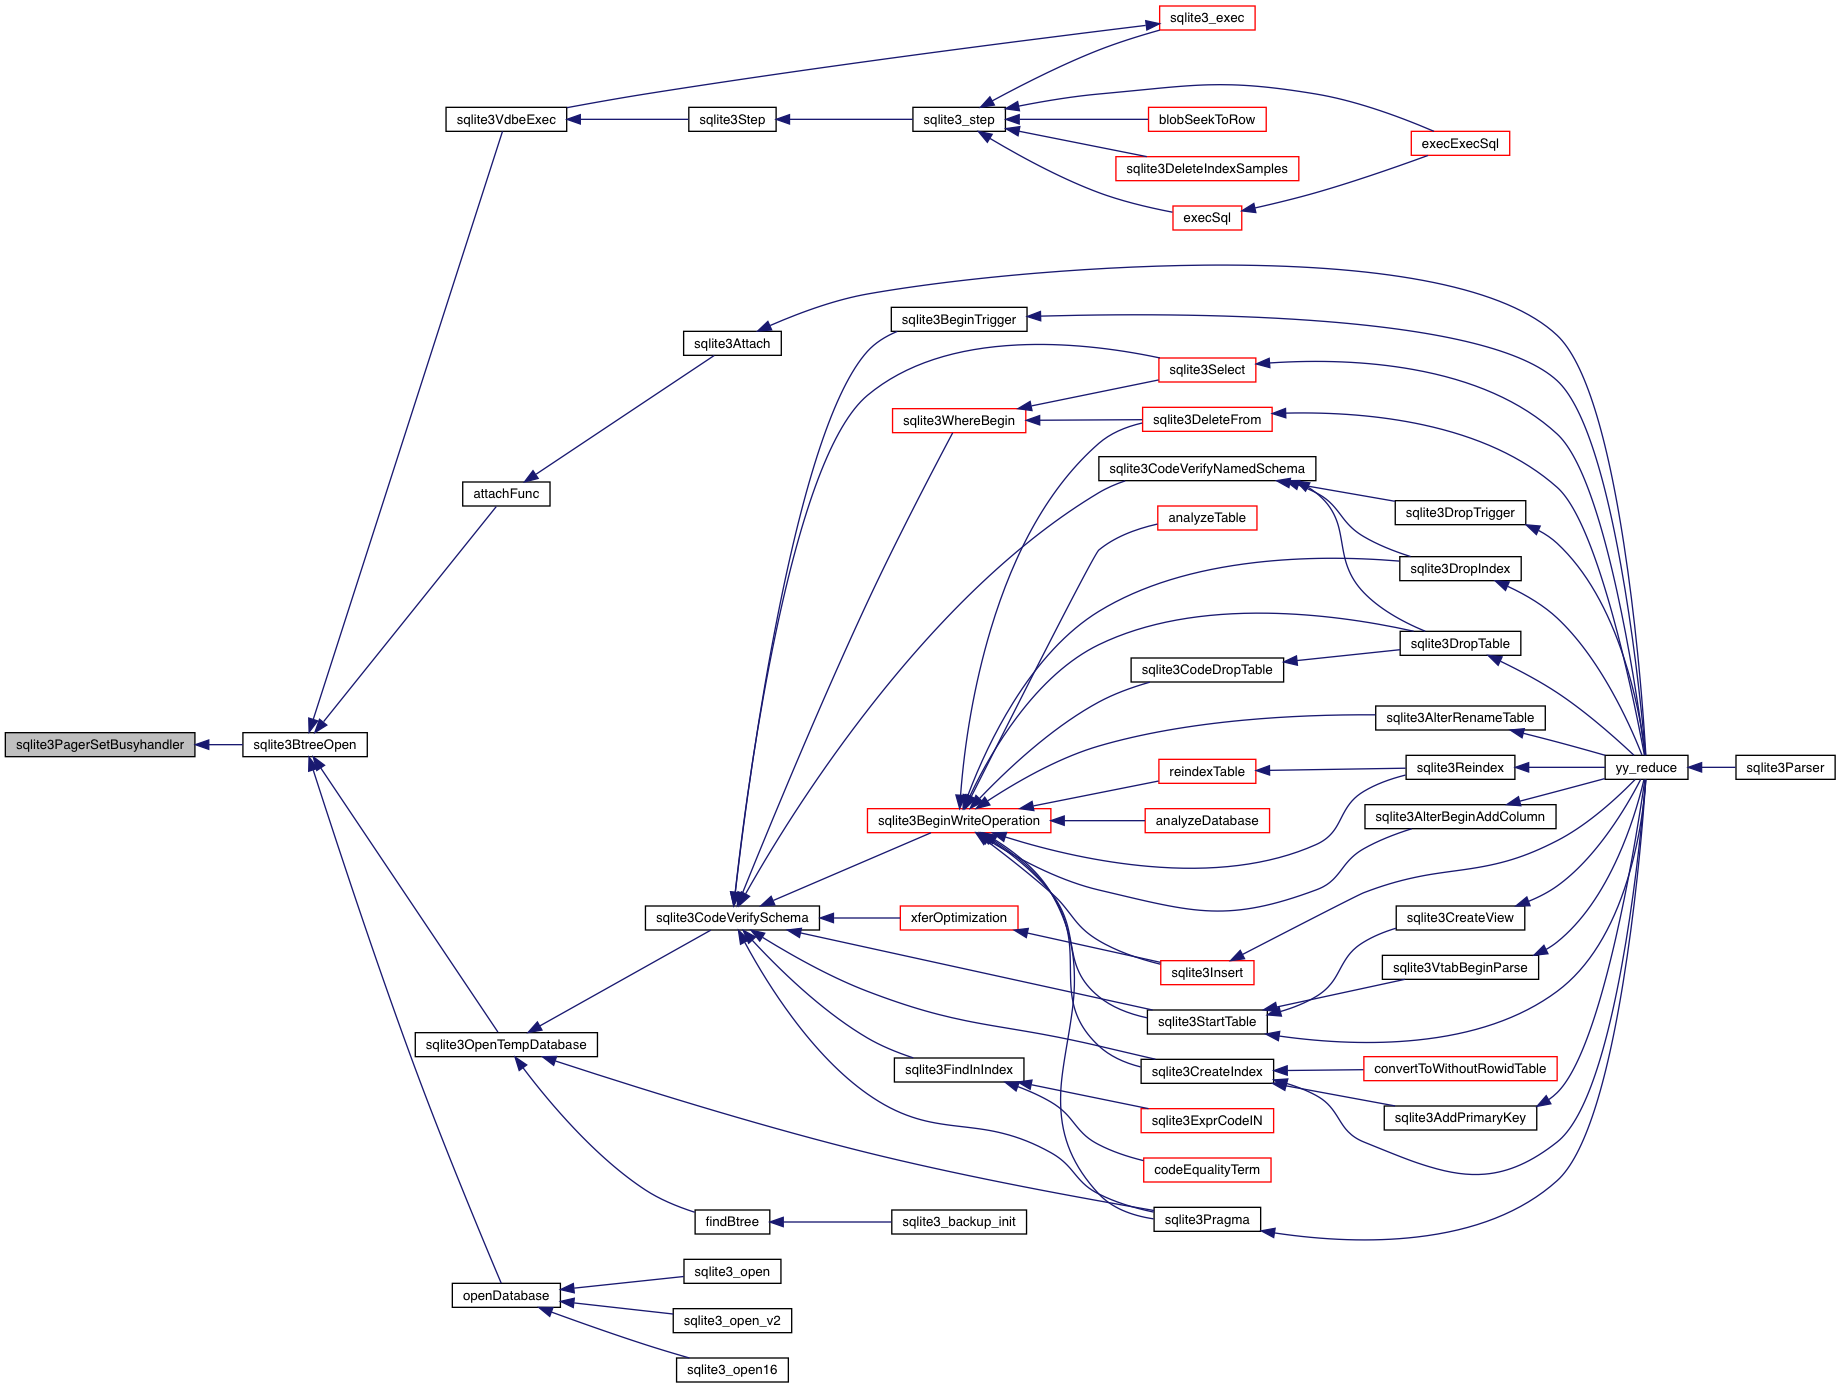 sqlite3_exec
sqlite3VdbeExec
sqlite3Step
sqlite3_step
blobSeekToRow
execExecSql
sqlite3DeleteIndexSamples
execSql
sqlite3BeginTrigger
sqlite3Attach
sqlite3Select
sqlite3WhereBegin
sqlite3DeleteFrom
sqlite3CodeVerifyNamedSchema
attachFunc
analyzeTable
sqlite3DropTrigger
sqlite3DropIndex
sqlite3DropTable
sqlite3CodeDropTable
sqlite3AlterRenameTable
sqlite3PagerSetBusyhandler
sqlite3BtreeOpen
reindexTable
sqlite3Reindex
yy_reduce
sqlite3Parser
sqlite3BeginWriteOperation
analyzeDatabase
sqlite3AlterBeginAddColumn
sqlite3CodeVerifySchema
xferOptimization
sqlite3CreateView
sqlite3VtabBeginParse
sqlite3Insert
sqlite3StartTable
sqlite3OpenTempDatabase
sqlite3FindInIndex
sqlite3CreateIndex
convertToWithoutRowidTable
sqlite3ExprCodeIN
sqlite3AddPrimaryKey
codeEqualityTerm
findBtree
sqlite3_backup_init
sqlite3Pragma
sqlite3_open
openDatabase
sqlite3_open_v2
sqlite3_open16